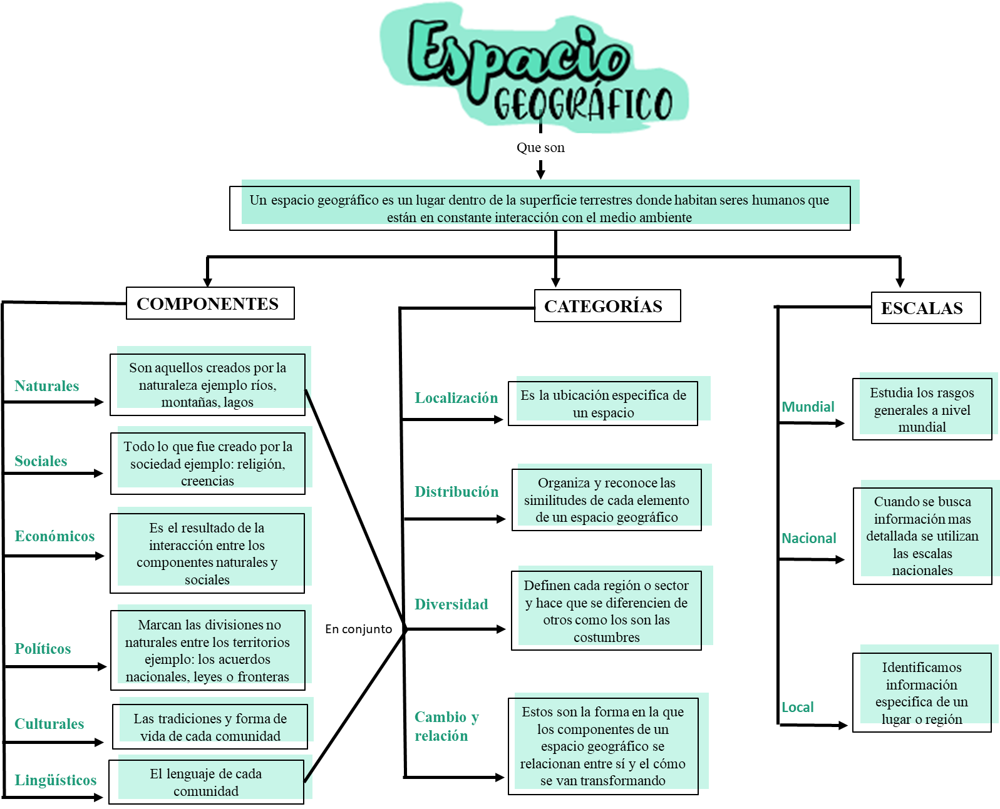 Espacio
GEOGRÁFICO
Que son
Un espacio geográfico es un lugar dentro de la superficie terrestres donde habitan seres humanos que
están en constante interacción con el medio ambiente
COMPONENTES
Naturales
Son aquellos creados por la
naturaleza ejemplo ríos,
montañas, lagos
Sociales
Todo lo que fue creado por la
sociedad ejemplo: religión,
creencias
Económicos
Es el resultado de la
interacción entre los
componentes naturales y
sociales
Políticos
Marcan las divisiones no
naturales entre los territorios
ejemplo: los acuerdos
nacionales, leyes o fronteras
Culturales
Las tradiciones y forma de
vida de cada comunidad
Lingüísticos
El lenguaje de cada
comunidad
En conjunto
CATEGORÍAS
Localización
Es la ubicación especifica de
un espacio
Distribución
Organiza y reconoce las
similitudes de cada elemento
de un espacio geográfico
Diversidad
Definen cada región o sector
y hace que se diferencien de
otros como los son las
costumbres
Cambio y
relación
Estos son la forma en la que
los componentes de un
espacio geográfico se
relacionan entre sí y el cómo
se van transformando
ESCALAS
Mundial
Estudia los rasgos
generales a nivel
mundial
Nacional
Cuando se busca
información mas
detallada se utilizan
las escalas
nacionales
Local
Identificamos
información
especifica de un
lugar o región